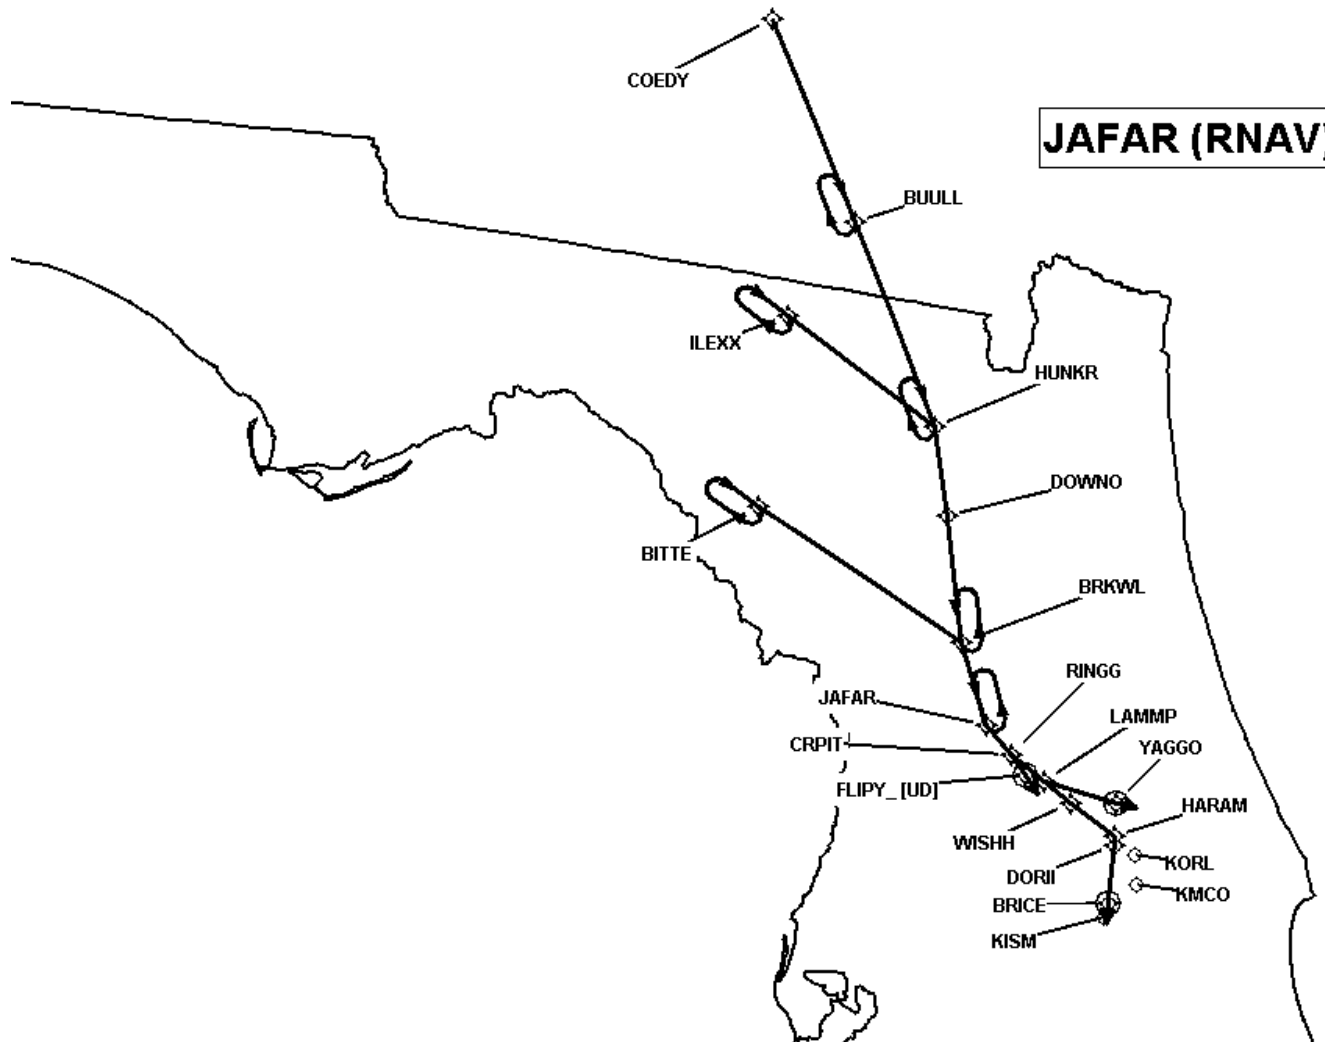 COEDY
JAFAR (RNAV)
BUULL
ILEXX
HUNKR
DOWNO
BITTE
BRKWL
RINGG
JAFAR
LAMMP
CRPIT
YAGGO
FLIPY_ [UD]
HARAM
WISHH
KORL
DORII
KMCO
BRICE
KISM